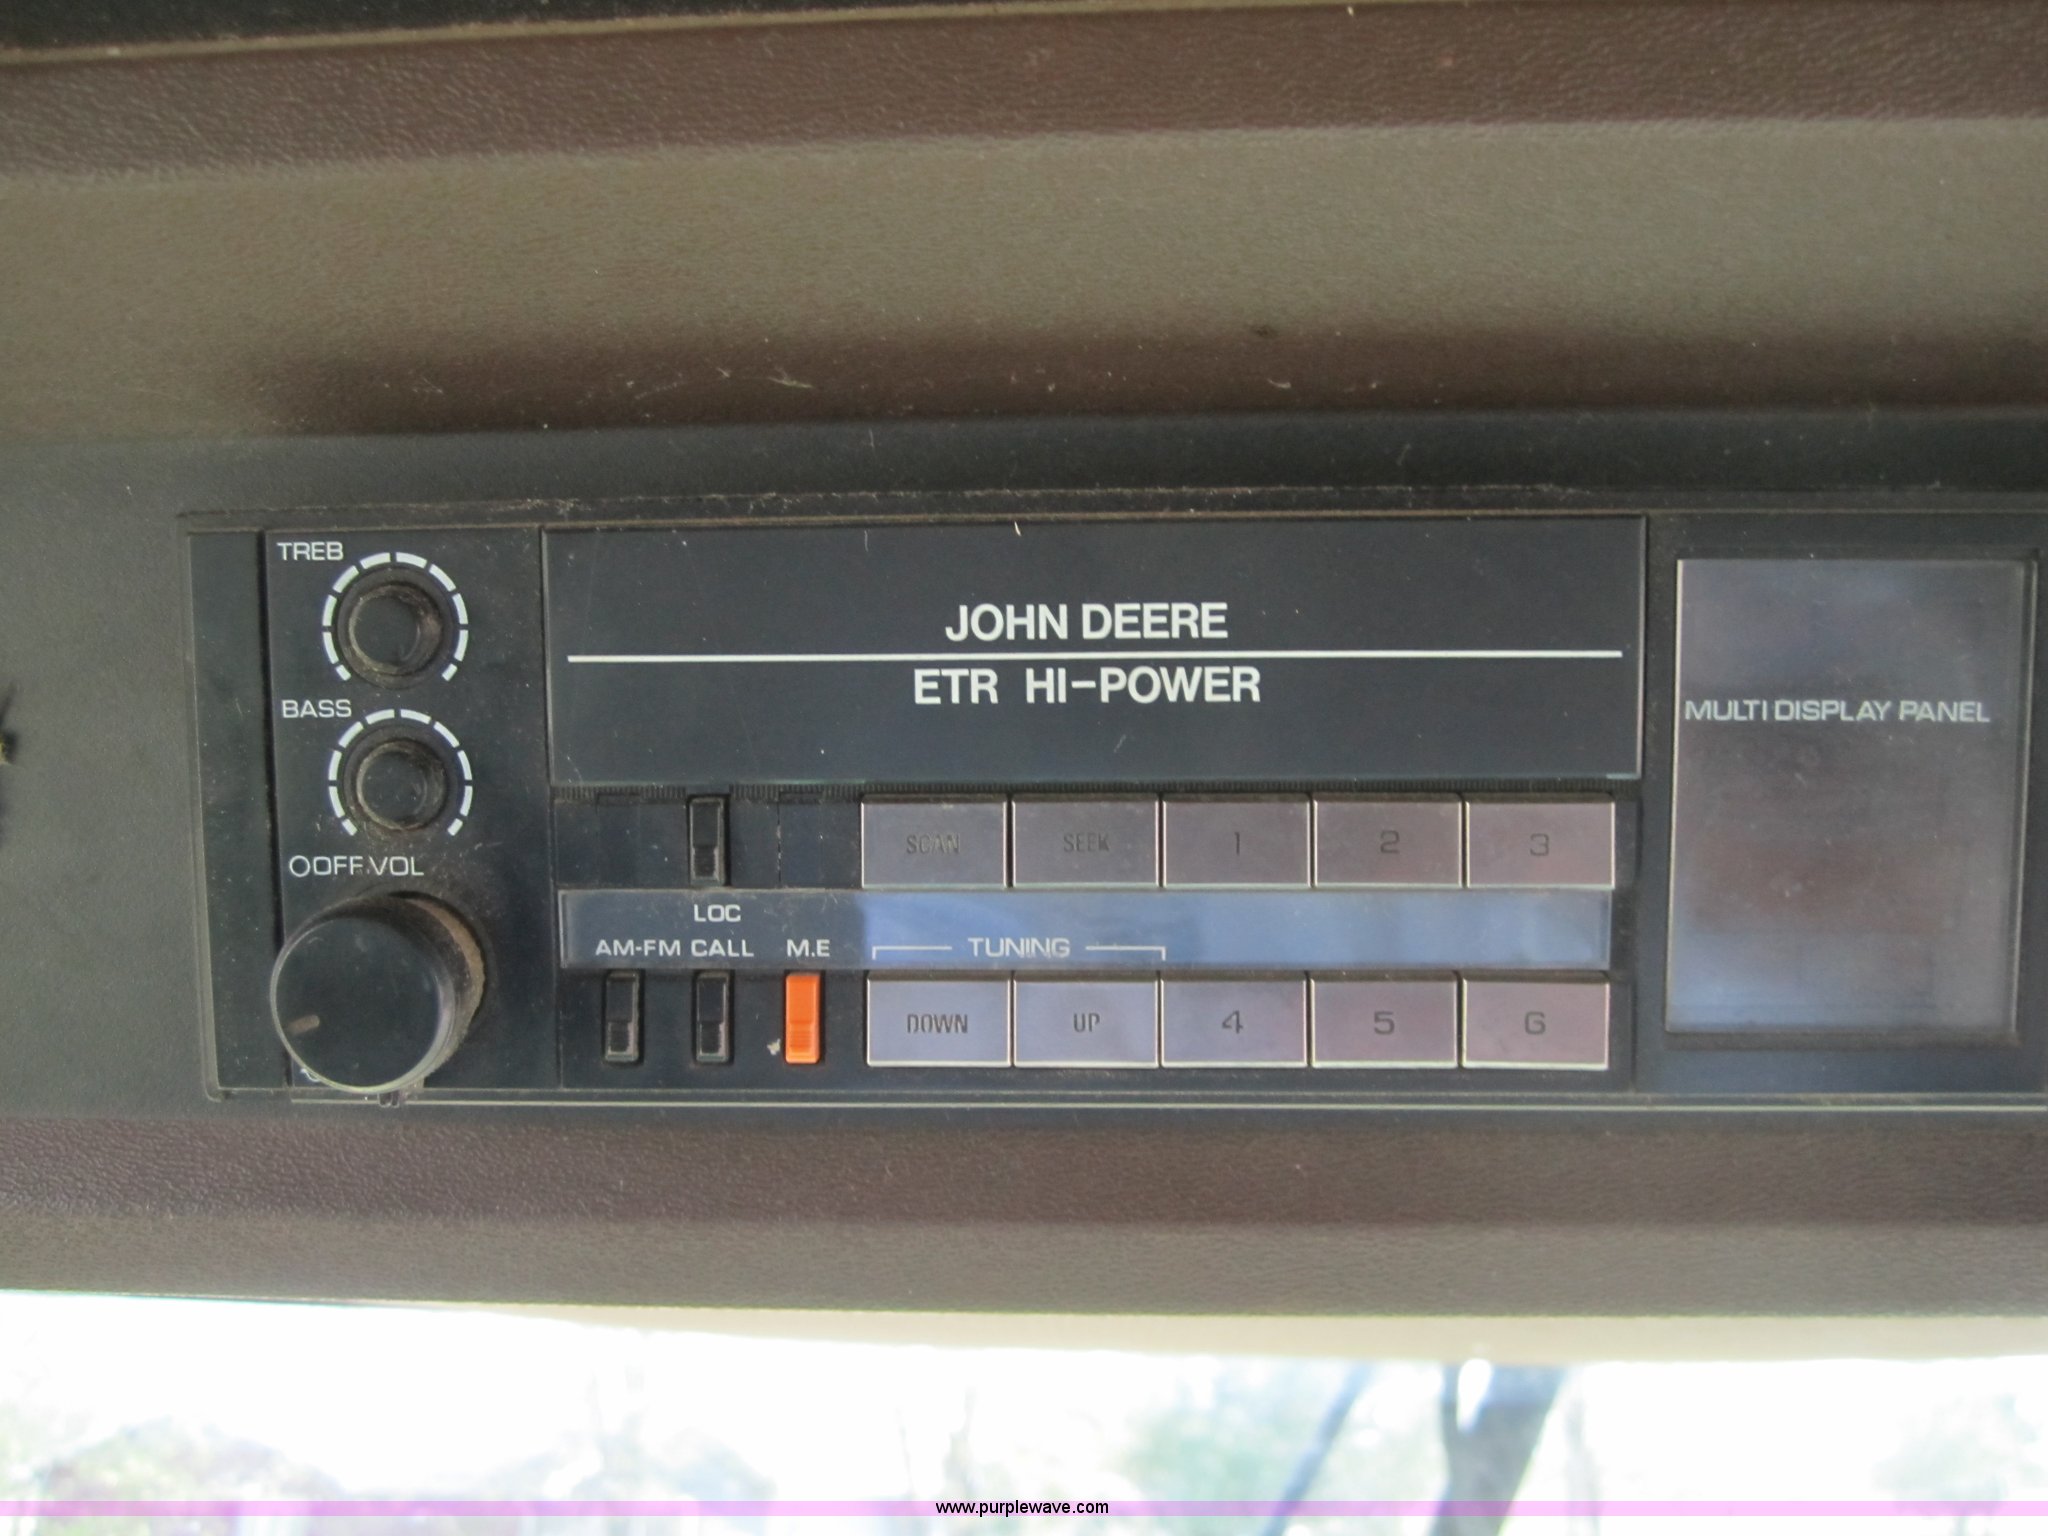 TREB
BASS
OFF-VOL
JOHN DEERE
ETR HI-POWER
MULTI DISPLAY PANEL
SCAN SEEK 1 2 3
LOC
AM-FM CALL M.E TUNING
DOWN UP 4 5 6
www.purplewave.com